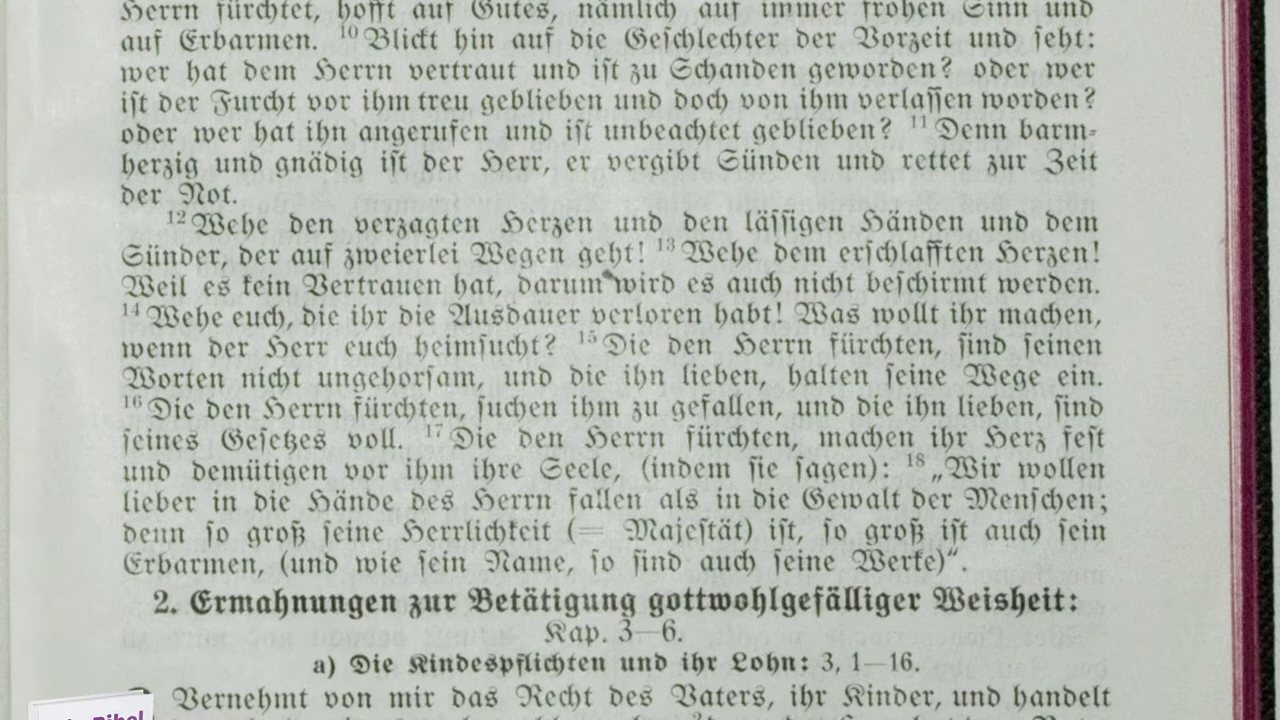 Herrn fürchtet, hofft auf Gutes, nämlich auf immer frohen Sinn und
auf Erbarmen. ¹⁰Blickt hin auf die Geschlechter der Vorzeit und seht:
wer hat dem Herrn vertraut und ist zu Schanden geworden? oder wer
ist der Furcht vor ihm treu geblieben und doch von ihm verlassen worden?
oder wer hat ihn angerufen und ist unbeachtet geblieben? ¹¹Denn barm-
herzig und gnädig ist der Herr, er vergibt Sünden und rettet zur Zeit
der Not.
¹²Wehe den verzagten Herzen und den lässigen Händen und dem
Sünder, der auf zweierlei Wegen geht! ¹³Wehe dem erschlafften Herzen!
Weil es kein Vertrauen hat, darum wird es auch nicht beschirmt werden.
¹⁴Wehe euch, die ihr die Ausdauer verloren habt! Was wollt ihr machen,
wenn der Herr euch heimsucht? ¹⁵Die den Herrn fürchten, sind seinen
Worten nicht ungehorsam, und die ihn lieben, halten seine Wege ein.
¹⁶Die den Herrn fürchten, suchen ihm zu gefallen, und die ihn lieben, sind
seines Gesetzes voll. ¹⁷Die den Herrn fürchten, machen ihr Herz fest
und demütigen vor ihm ihre Seele, (indem sie sagen): ¹⁸„Wir wollen
lieber in die Hände des Herrn fallen als in die Gewalt der Menschen;
denn so groß seine Herrlichkeit (= Majestät) ist, so groß ist auch sein
Erbarmen, (und wie sein Name, so sind auch seine Werke)“.
2. Ermahnungen zur Betätigung gottwohlgefälliger Weisheit:
Kap. 3—6.
a) Die Kindespflichten und ihr Lohn: 3, 1—16.
Vernehmt von mir das Recht des Vaters, ihr Kinder, und handelt
Bibel